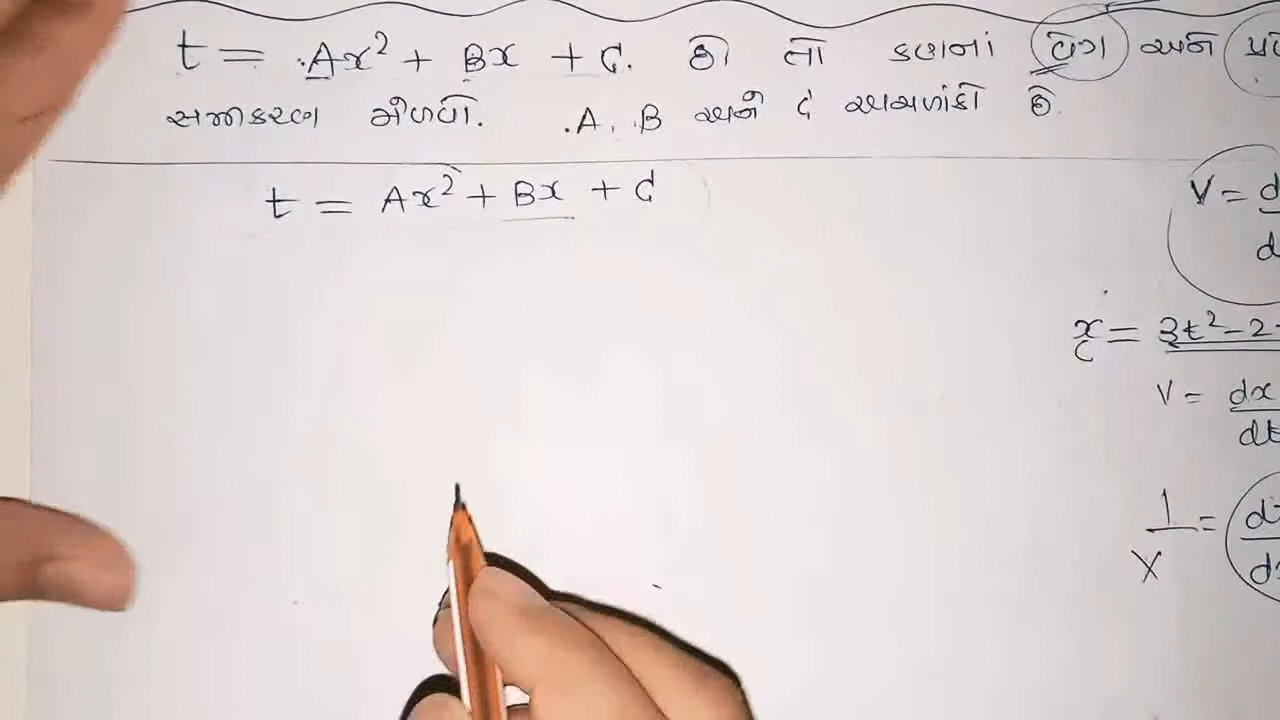 t = Ax² + Bx + C. છે તો કણનાં વેગ અને
સમીકરણ મેળવો. A, B અને C અચળાંકો છે.
t = Ax² + Bx + C
V = d
d
x = 3t² - 2
V = dx
dt
1 =
x